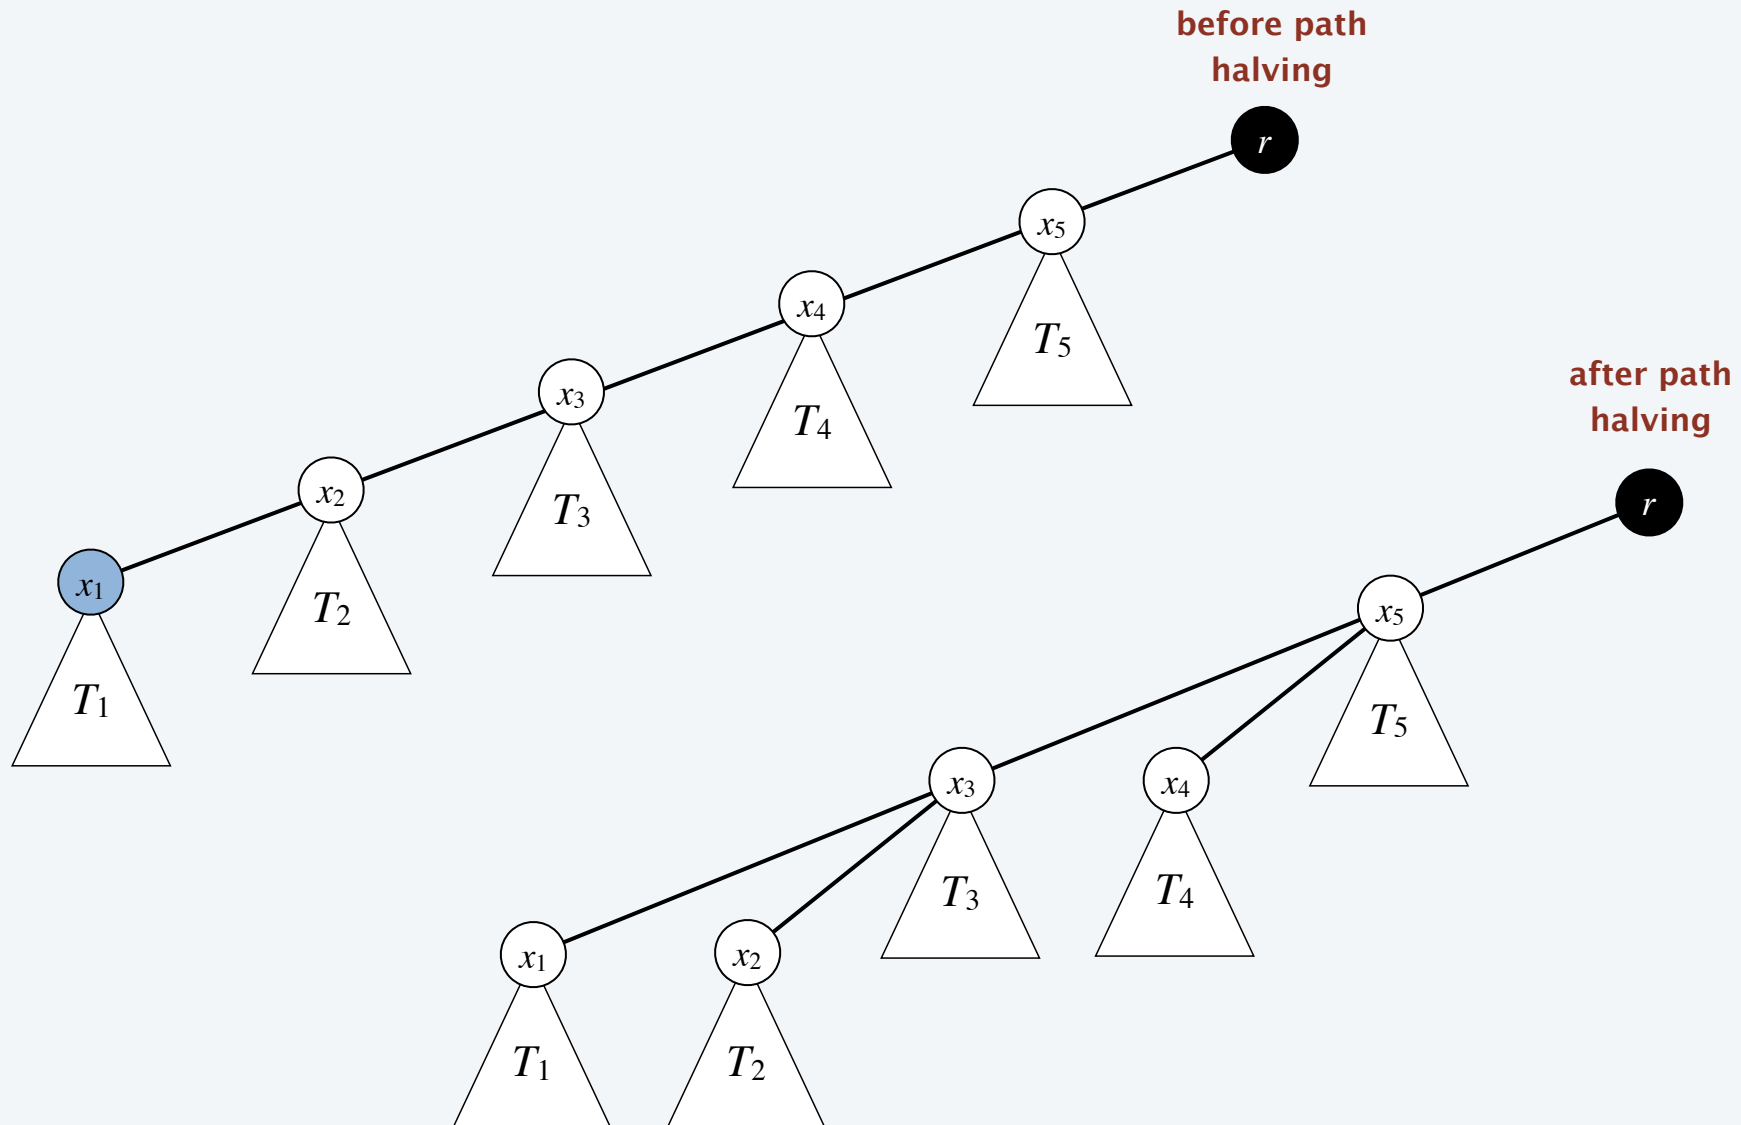 before path
halving
r
x5
x4
T5
x3
T4
x2
T3
x1
T2
T1
after path
halving
r
x5
T5
x3
x4
T3
T4
x1
x2
T1
T2